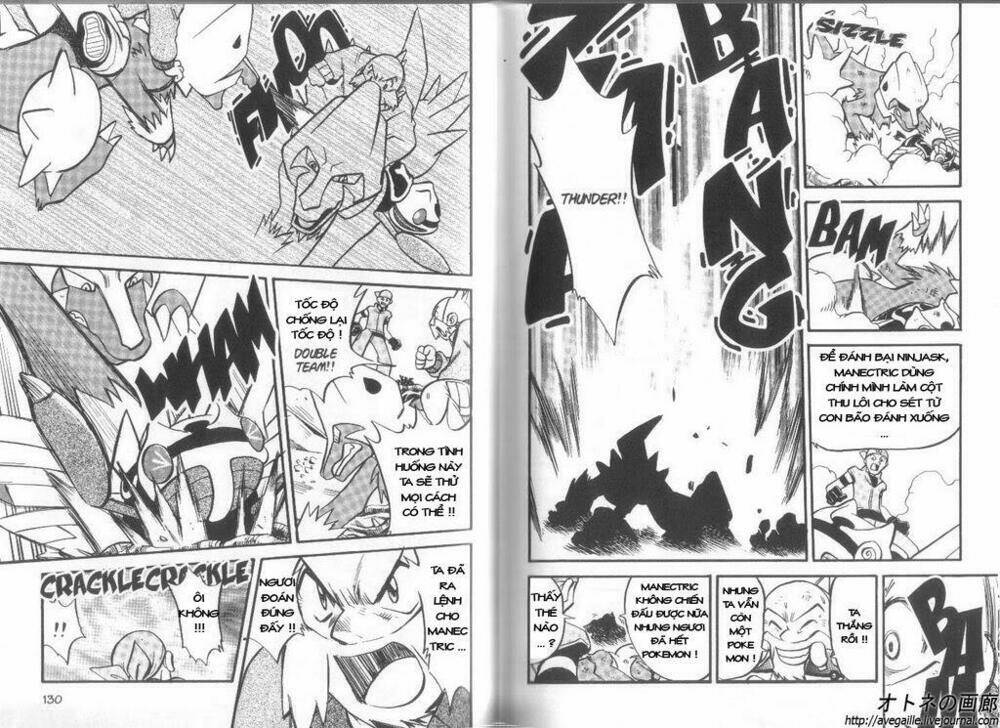 FWOO
WHAM
TỐC ĐỘ
CHỐNG LẠI
TỐC ĐỘ !
DOUBLE
TEAM!!
TRONG TÌNH
HUỐNG NÀY
TA SẼ THỬ
MỌI CÁCH
CÓ THỂ !!
CRACKLECRACKLE
!!
ÔI
KHÔNG
!!!
NGƯƠI
ĐOÁN
ĐÚNG
ĐẤY !!
TA ĐÃ
RA
LỆNH
CHO
MANEC
TRIC ...
130
BANG
THUNDER!!
SIZZLE
BAM
ĐỂ ĐÁNH BẠI NINJASK,
MANECTRIC DÙNG
CHÍNH MÌNH LÀM CỘT
THU LÔI CHO SÉT TỪ
CON BÃO ĐÁNH XUỐNG
...
THẤY
THẾ
NÀO
... ?
MANECTRIC
KHÔNG CHIẾN
ĐẤU ĐƯỢC NỮA
NHƯNG NGƯƠI
ĐÃ HẾT
POKEMON !
NHƯNG
TA VẪN
CÒN
MỘT
POKE
MON !
TA
THẮNG
RỒI !!
オトネの画廊
http://avegaille.livejournal.com